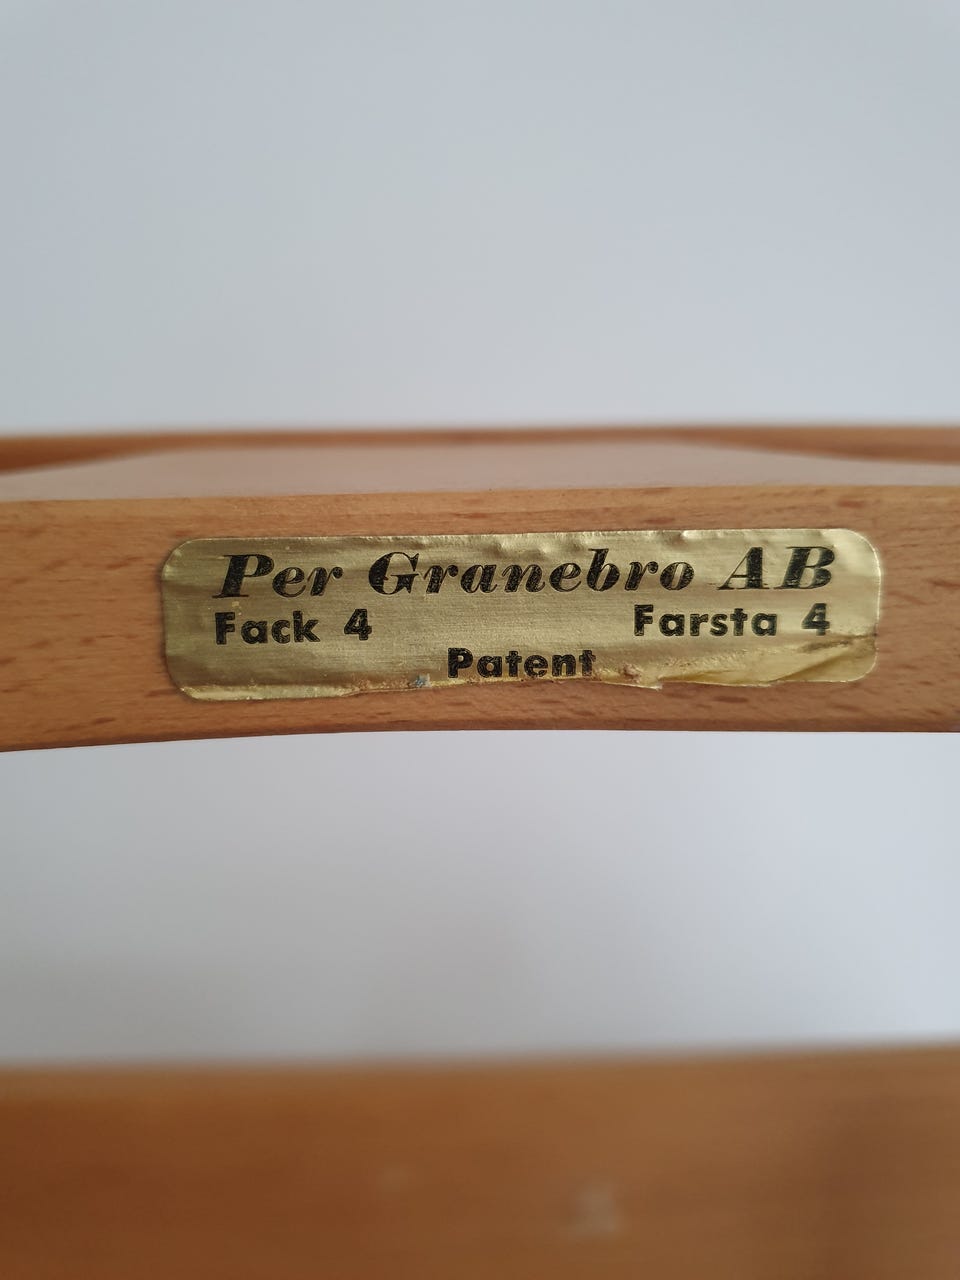 Per Granebro AB
Fack 4 Farsta 4
Patent